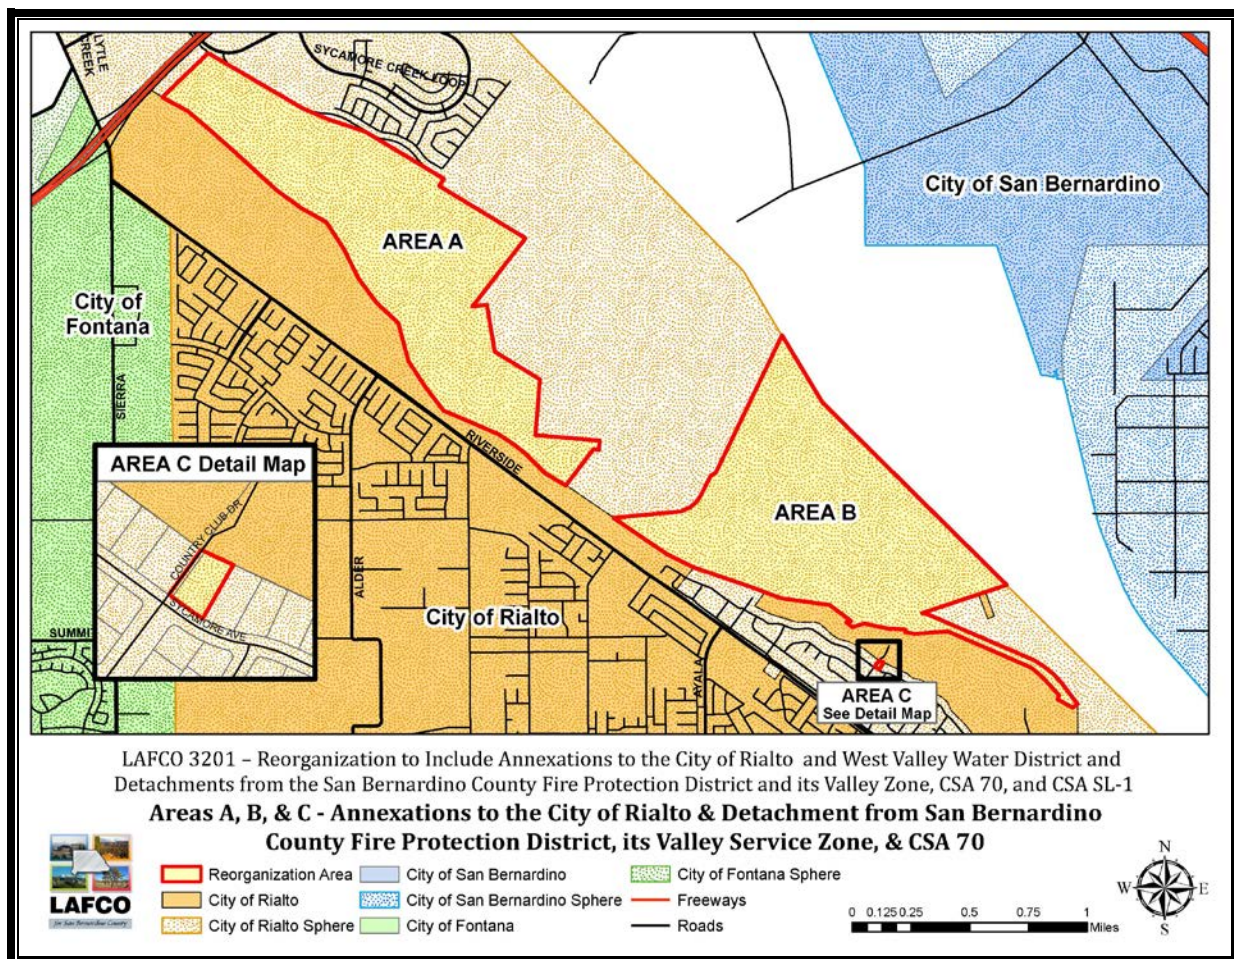 LYTLE
CREEK
SYCAMORE CREEK LOOP
City of San Bernardino
AREA A
City of
Fontana
SIERRA
RIVERSIDE
AREA C Detail Map
COUNTRY CLUB DR
SYCAMORE AVE
AREA B
ALDER
City of Rialto
SUMMIT
AYALA
AREA C
See Detail Map
LAFCO 3201 – Reorganization to Include Annexations to the City of Rialto and West Valley Water District and
Detachments from the San Bernardino County Fire Protection District and its Valley Zone, CSA 70, and CSA SL-1
Areas A, B, & C - Annexations to the City of Rialto & Detachment from San Bernardino
County Fire Protection District, its Valley Service Zone, & CSA 70
LAFCO
for San Bernardino County
Reorganization Area
City of Rialto
City of Rialto Sphere
City of San Bernardino
City of San Bernardino Sphere
City of Fontana
City of Fontana Sphere
Freeways
Roads
0 0.125 0.25 0.5 0.75 1
Miles
N
W E
S